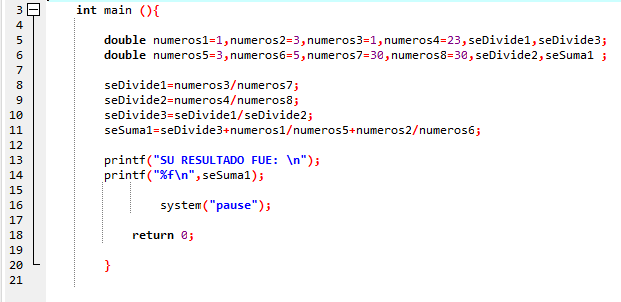 3 int main (){
4
5 double numeros1=1,numeros2=3,numeros3=1,numeros4=23,seDivide1,seDivide3;
6 double numeros5=3,numeros6=5,numeros7=30,numeros8=30,seDivide2,seSuma1 ;
7
8 seDivide1=numeros3/numeros7;
9 seDivide2=numeros4/numeros8;
10 seDivide3=seDivide1/seDivide2;
11 seSuma1=seDivide3+numeros1/numeros5+numeros2/numeros6;
12
13 printf("SU RESULTADO FUE: \n");
14 printf("%f\n",seSuma1);
15
16 system("pause");
17
18 return 0;
19
20 }
21